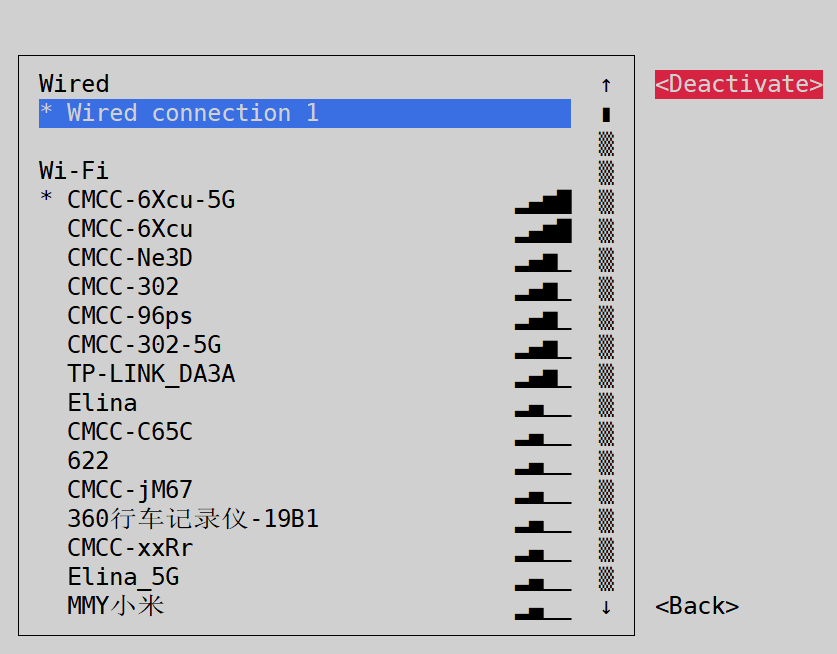 Wired ↑ <Deactivate>
* Wired connection 1
Wi-Fi
* CMCC-6Xcu-5G
CMCC-6Xcu
CMCC-Ne3D
CMCC-302
CMCC-96ps
CMCC-302-5G
TP-LINK_DA3A
Elina
CMCC-C65C
622
CMCC-jM67
360行车记录仪-19B1
CMCC-xxRr
Elina_5G
MMY小米 ↓ <Back>